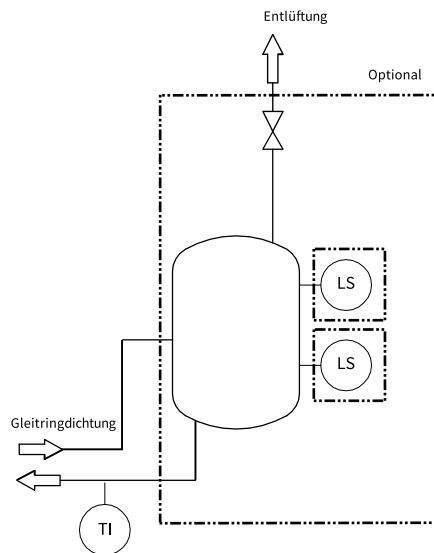 Entlüftung
Optional
LS
LS
Gleitringdichtung
TI